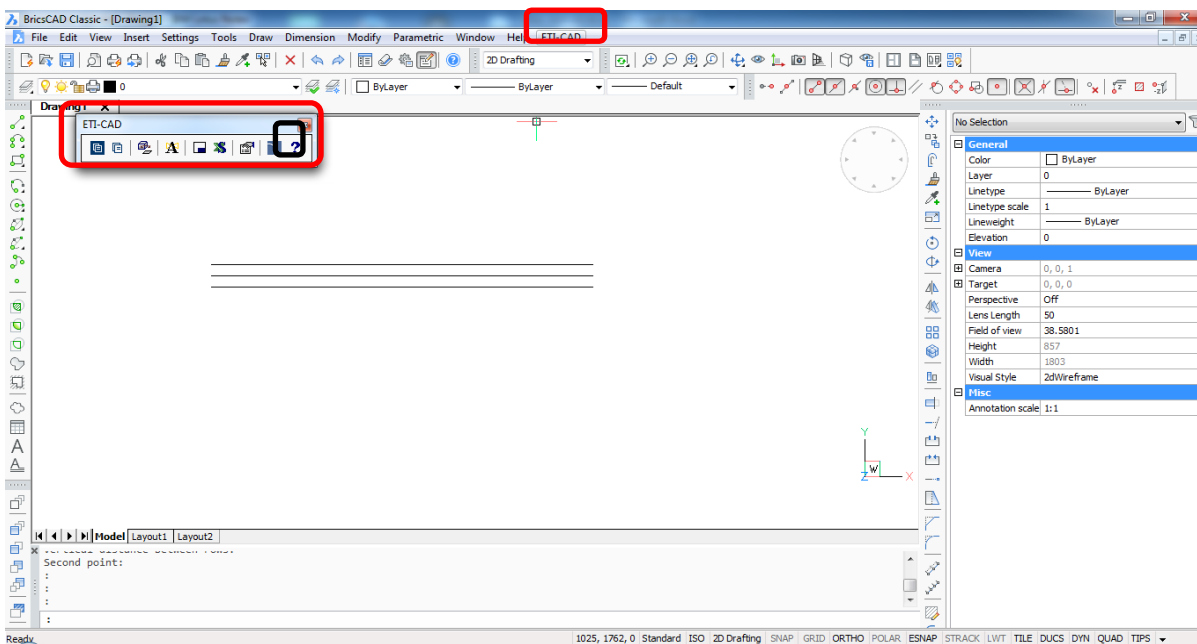 BricsCAD Classic - [Drawing1]
File Edit View Insert Settings Tools Draw Dimension Modify Parametric Window Help ETI-CAD
2D Drafting
0 ByLayer ByLayer Default
Drawing1 X
ETI-CAD
No Selection
General
Color ByLayer
Layer 0
Linetype ByLayer
Linetype scale 1
Lineweight ByLayer
Elevation 0
View
Camera 0, 0, 1
Target 0, 0, 0
Perspective Off
Lens Length 50
Field of view 38.5801
Height 857
Width 1803
Visual Style 2dWireframe
Misc
Annotation scale 1:1
Y
W
Z X
Model Layout1 Layout2
Vertical distance between rows:
Second point:
:
:
:
:
Ready
1025, 1762, 0 Standard ISO 2D Drafting SNAP GRID ORTHO POLAR ESNAP STRACK LWT TILE DUCS DYN QUAD TIPS